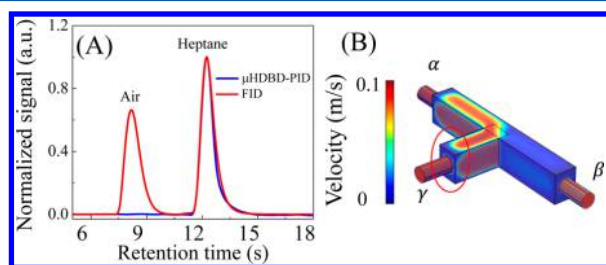 (A)
Normalized signal (a.u.)
1.2
0.8
0.4
0.0
Air
Heptane
μHDBD-PID
FID
6 9 12 15 18
Retention time (s)
(B)
Velocity (m/s)
0.1
0
α
β
γ